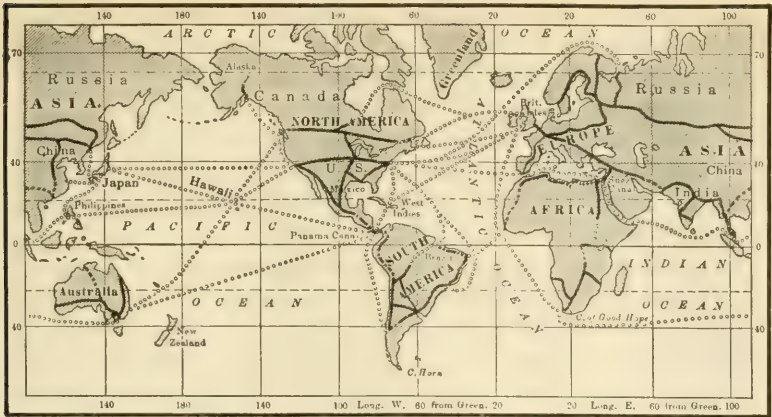 140 180 140 100 60 20 20 60 100
ARCTIC OCEAN
70 70
Greenland
Alaska
Russia Canada Russia
ASIA
NORTH AMERICA
Brit.
EUROPE
ATLANTIC OCEAN
China U S ASIA
40 40
China
Japan Hawaii Mexico India
Philippines West Indies
AFRICA
PACIFIC OCEAN
Panama Canal
0 0
SOUTH AMERICA
Brazil
INDIAN OCEAN
Australia
40 40
New Zealand
C. of Good Hope
C. Horn
140 180 140 100 Long. W. 60 from Green. 20 20 Long. E. 60 from Green. 100